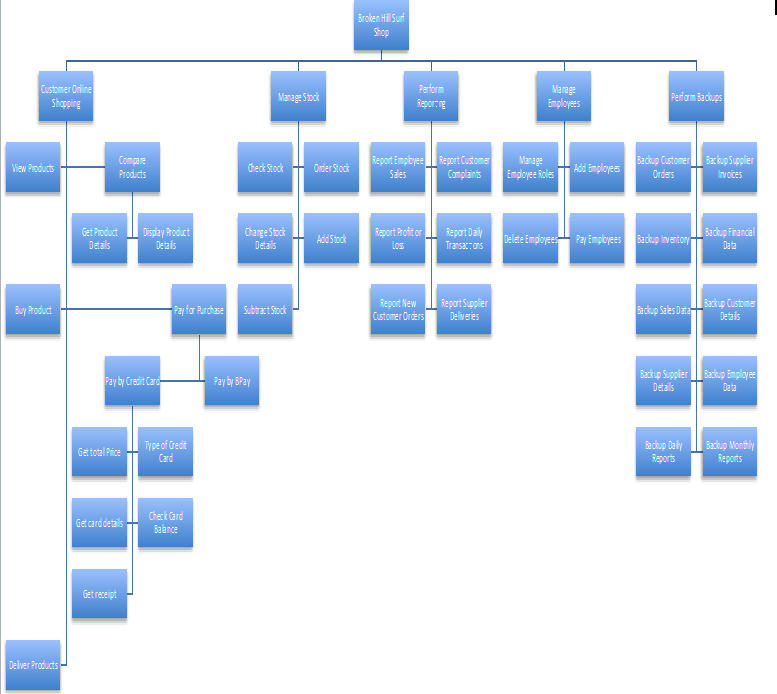 Broken Hill Surf
Shop
Customer Online
Shopping
Manage Stock
Perform
Reporting
Manage
Employees
Perform Backups
View Products
Compare
Products
Check Stock
Order Stock
Report Employee
Sales
Report Customer
Complaints
Manage
Employee Roles
Add Employees
Backup Customer
Orders
Backup Supplier
Invoices
Get Product
Details
Display Product
Details
Change Stock
Details
Add Stock
Report Profit or
Loss
Report Daily
Transactions
Delete Employees
Pay Employees
Backup Inventory
Backup Financial
Data
Buy Product
Pay for Purchase
Subtract Stock
Report New
Customer Orders
Report Supplier
Deliveries
Backup Sales Data
Backup Customer
Details
Pay by Credit Card
Pay by BPay
Backup Supplier
Details
Backup Employee
Data
Get total Price
Type of Credit
Card
Backup Daily
Reports
Backup Monthly
Reports
Get card details
Check Card
Balance
Get receipt
Deliver Products